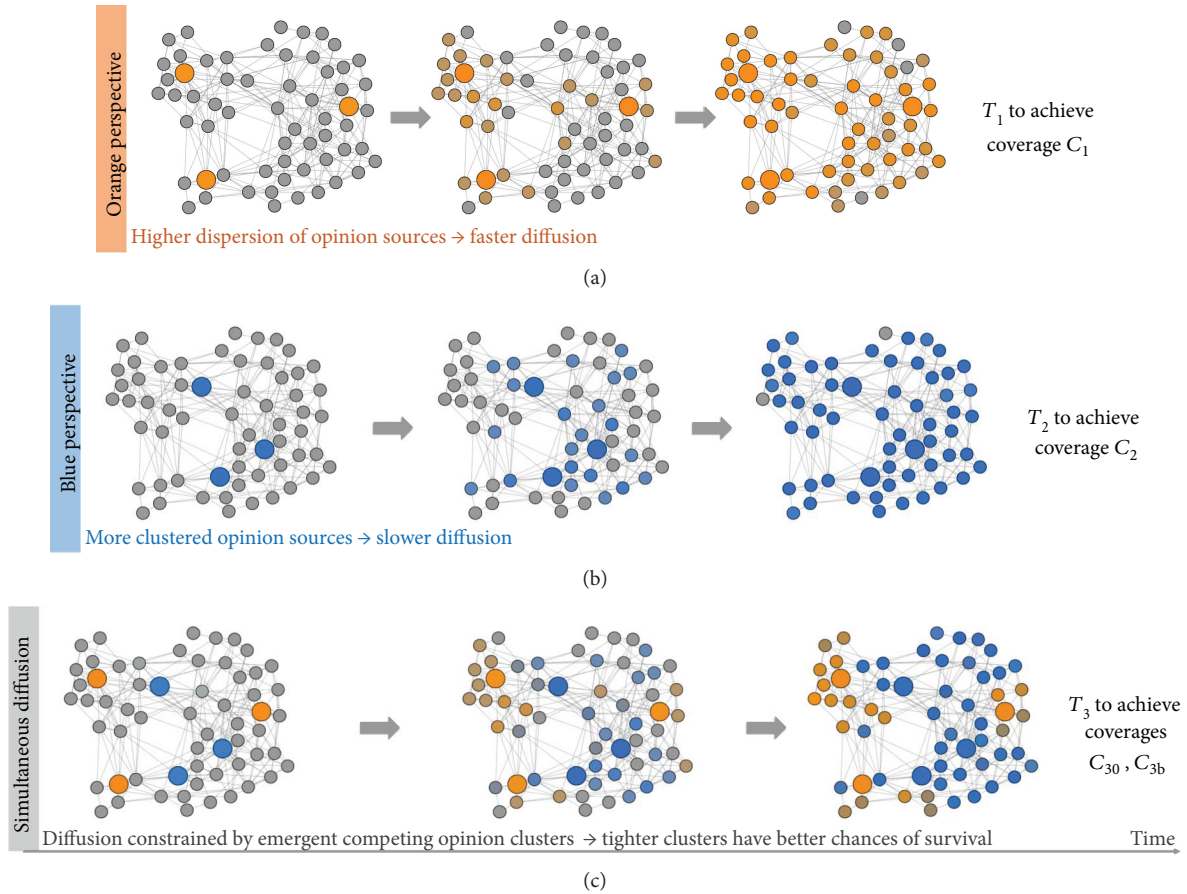 Orange perspective
T1 to achieve
coverage C1
Higher dispersion of opinion sources → faster diffusion
(a)
Blue perspective
T2 to achieve
coverage C2
More clustered opinion sources → slower diffusion
(b)
Simultaneous diffusion
T3 to achieve
coverages
C30 , C3b
Diffusion constrained by emergent competing opinion clusters → tighter clusters have better chances of survival
Time
(c)